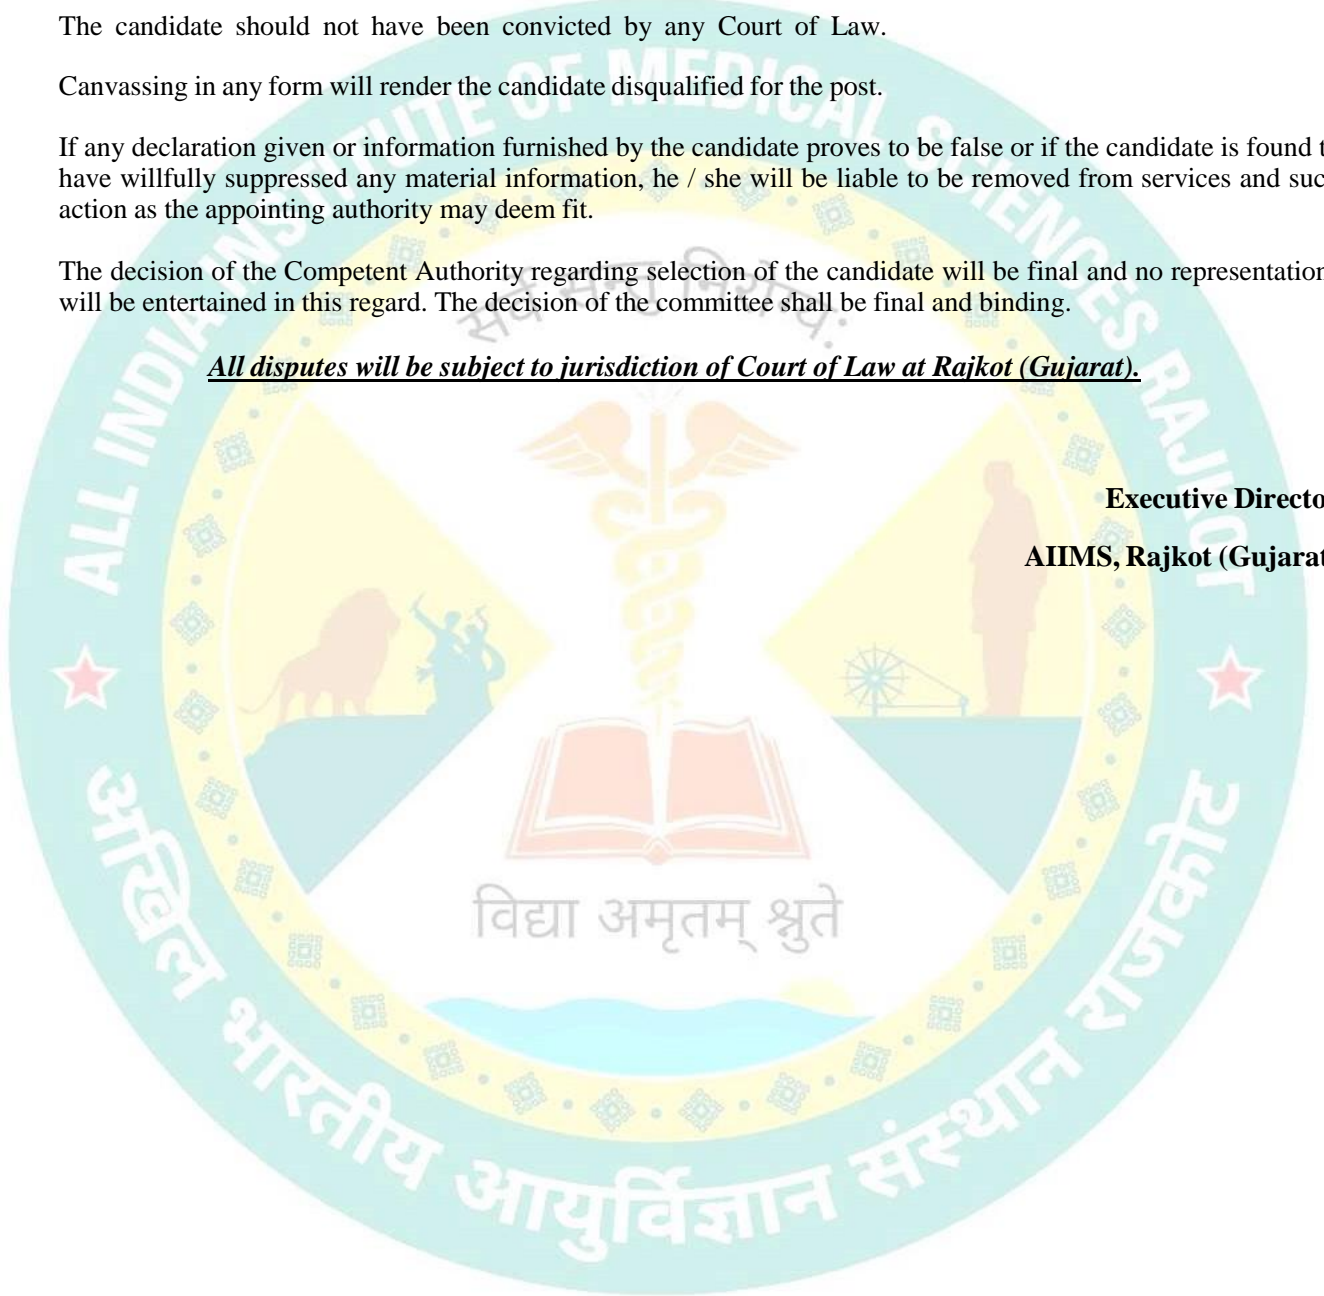 The candidate should not have been convicted by any Court of Law.
Canvassing in any form will render the candidate disqualified for the post.
If any declaration given or information furnished by the candidate proves to be false or if the candidate is found t
have willfully suppressed any material information, he / she will be liable to be removed from services and suc
action as the appointing authority may deem fit.
The decision of the Competent Authority regarding selection of the candidate will be final and no representation
will be entertained in this regard. The decision of the committee shall be final and binding.
All disputes will be subject to jurisdiction of Court of Law at Rajkot (Gujarat).
Executive Directo
AIIMS, Rajkot (Gujarat
ALL INDIA INSTITUTE OF MEDICAL SCIENCES RAJKOT
सर्वे सन्तु निरामयः
विद्या अमृतम् श्नुते
अखिल भारतीय आयुर्विज्ञान संस्थान राजकोट